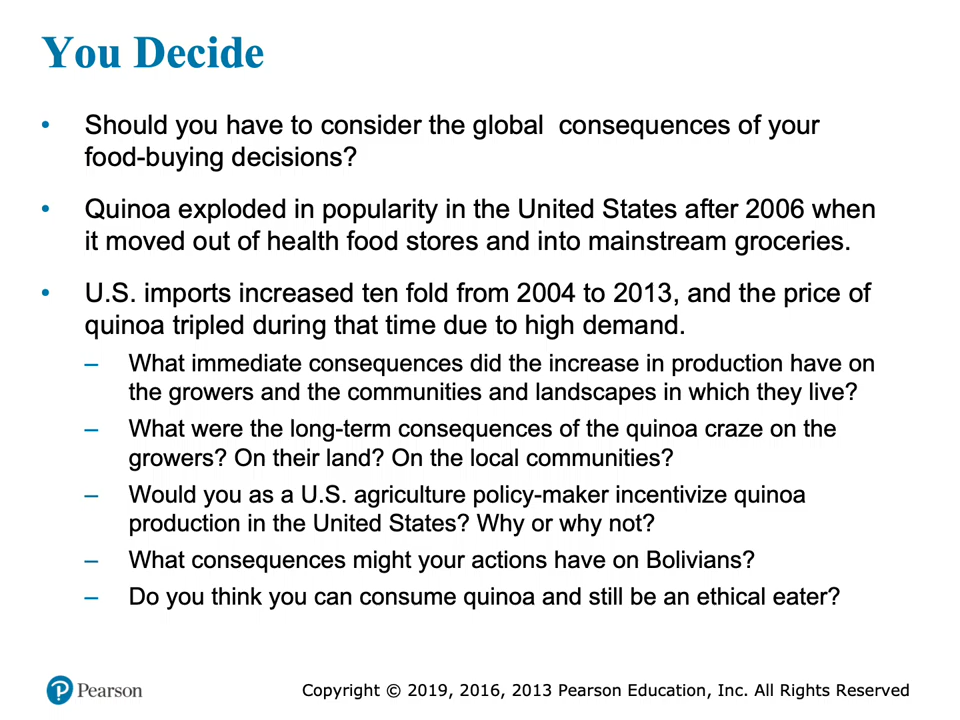 You Decide
• Should you have to consider the global  consequences of your
food-buying decisions?
• Quinoa exploded in popularity in the United States after 2006 when
it moved out of health food stores and into mainstream groceries.
• U.S. imports increased ten fold from 2004 to 2013, and the price of
quinoa tripled during that time due to high demand.
– What immediate consequences did the increase in production have on
the growers and the communities and landscapes in which they live?
– What were the long-term consequences of the quinoa craze on the
growers? On their land? On the local communities?
– Would you as a U.S. agriculture policy-maker incentivize quinoa
production in the United States? Why or why not?
– What consequences might your actions have on Bolivians?
– Do you think you can consume quinoa and still be an ethical eater?
Pearson
Copyright © 2019, 2016, 2013 Pearson Education, Inc. All Rights Reserved